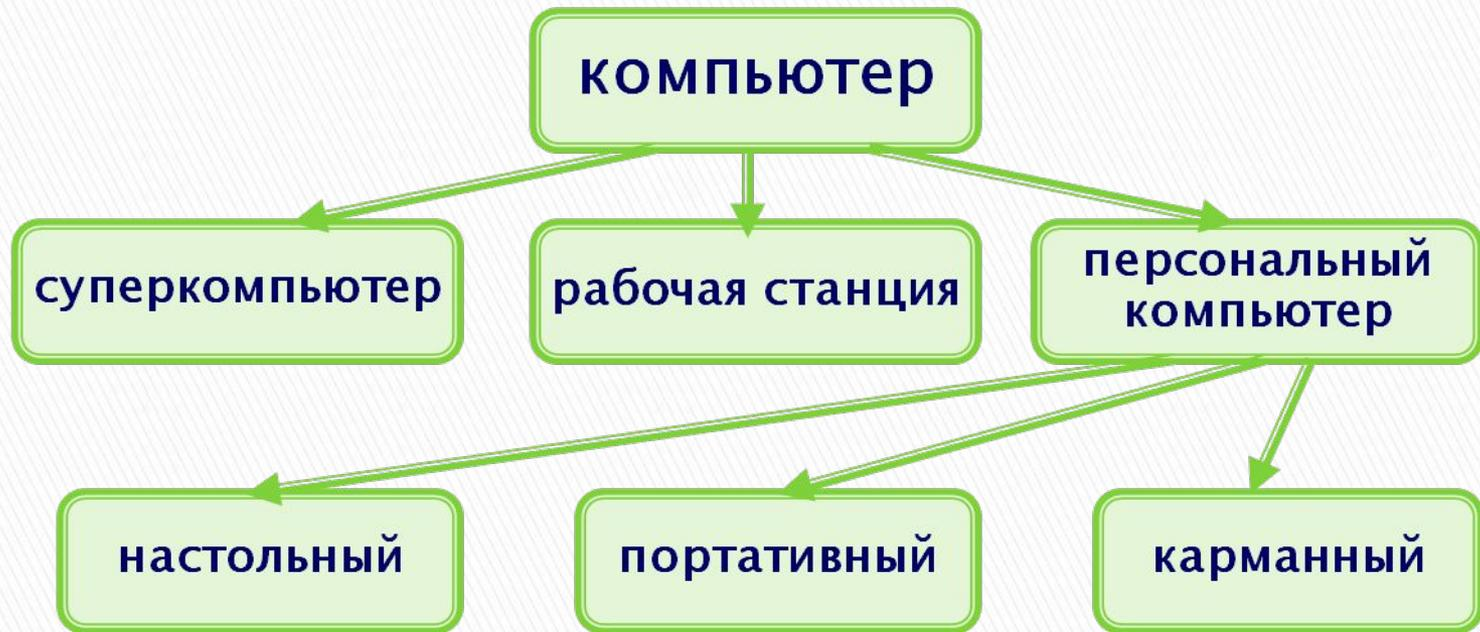 компьютер
суперкомпьютер
рабочая станция
персональный
компьютер
настольный
портативный
карманный